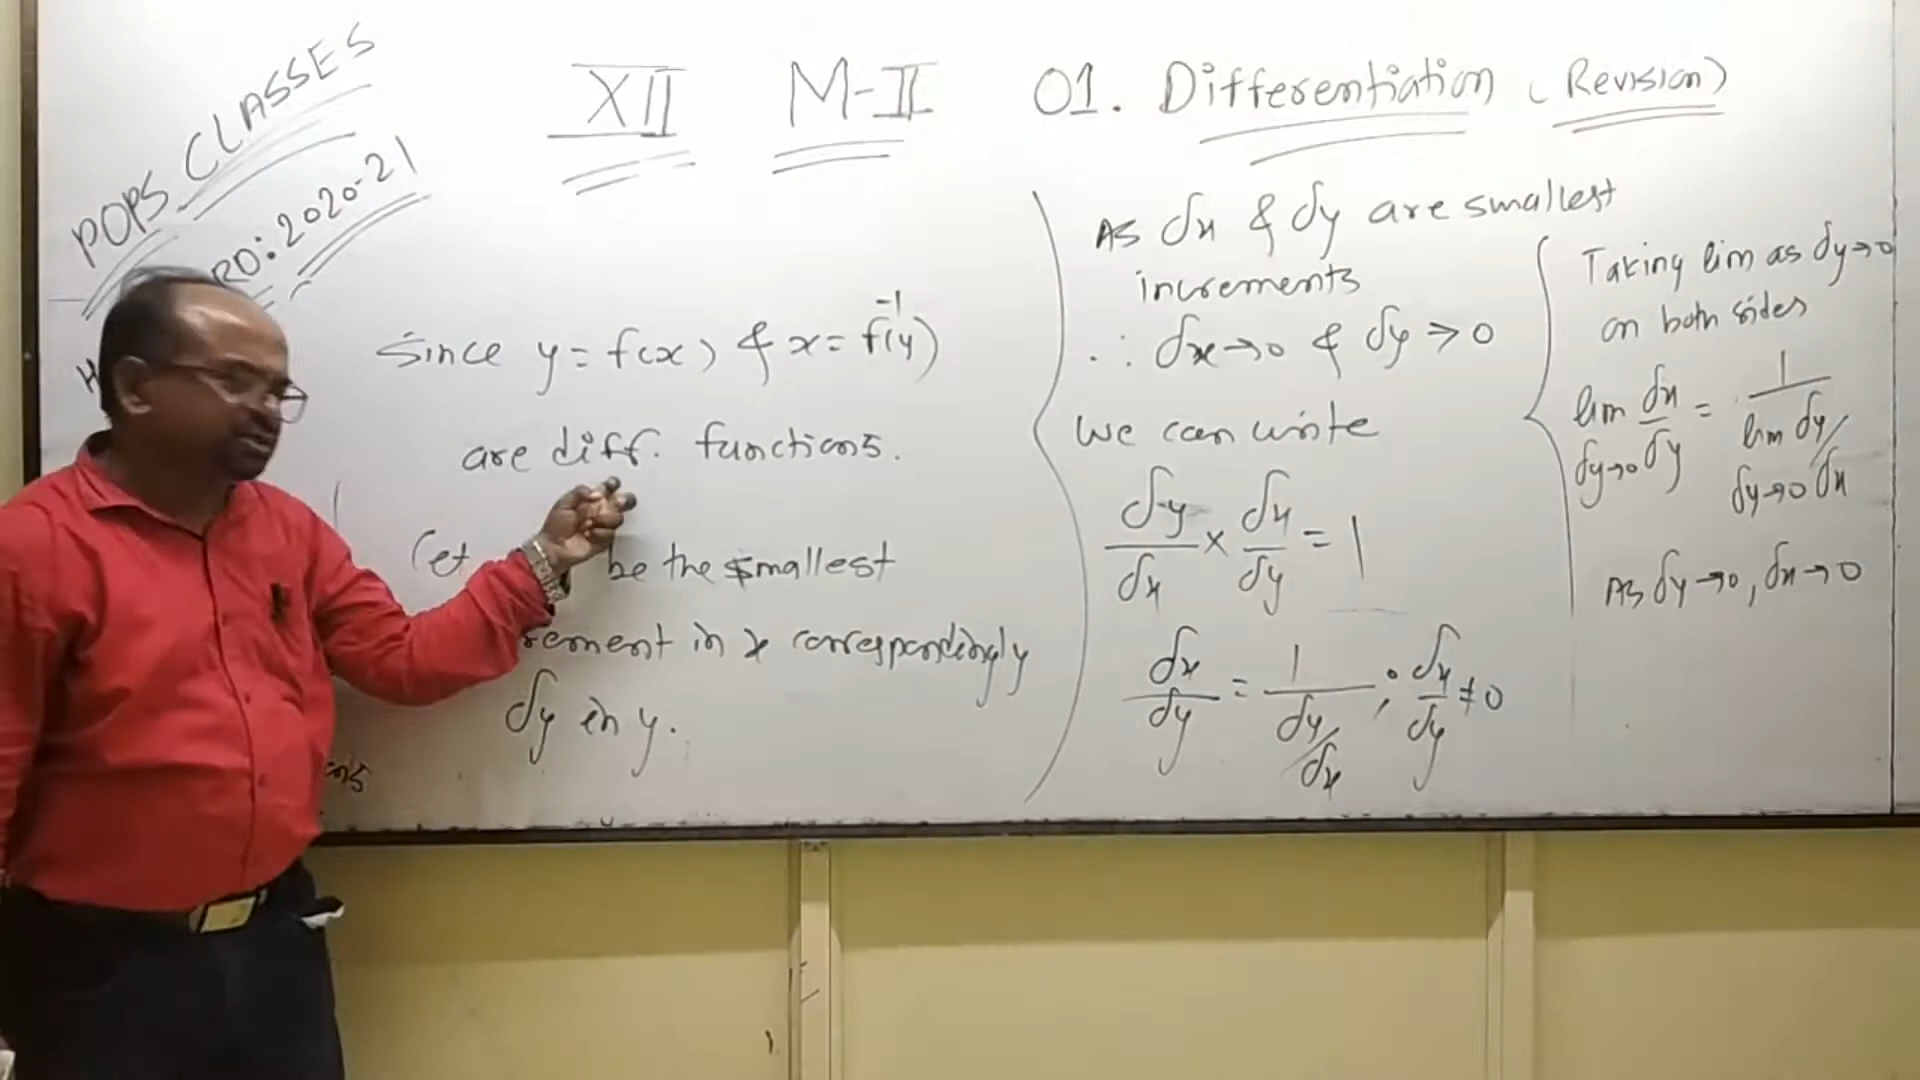 POPS CLASSES
RD: 2020-21
H
XII M-II 01. Differentiation (Revision)
Since y = f(x) & x = f⁻¹(y)
are diff. functions.
Let be the smallest
rement in x correspondingly
δy in y.
ons
As δx & δy are smallest
increments
∴ δx → 0 & δy → 0
We can write
δy/δx × δx/δy = 1
δx/δy = 1/(δy/δx) ; δx/δy ≠ 0
Taking lim as δy → 0
on both sides
lim δy→0 δx/δy = 1/(lim δy→0 δy/δx)
As δy → 0, δx → 0